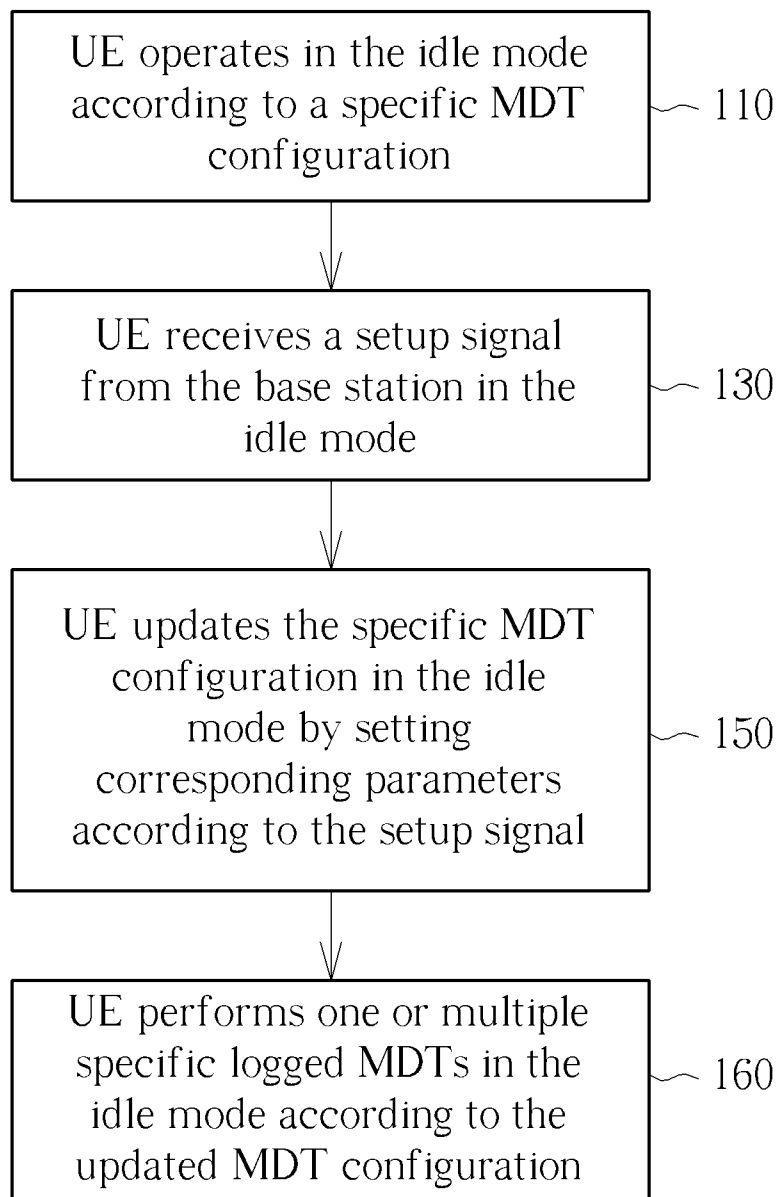 UE operates in the idle mode
according to a specific MDT
configuration
110
UE receives a setup signal
from the base station in the
idle mode
130
UE updates the specific MDT
configuration in the idle
mode by setting
corresponding parameters
according to the setup signal
150
UE performs one or multiple
specific logged MDTs in the
idle mode according to the
updated MDT configuration
160